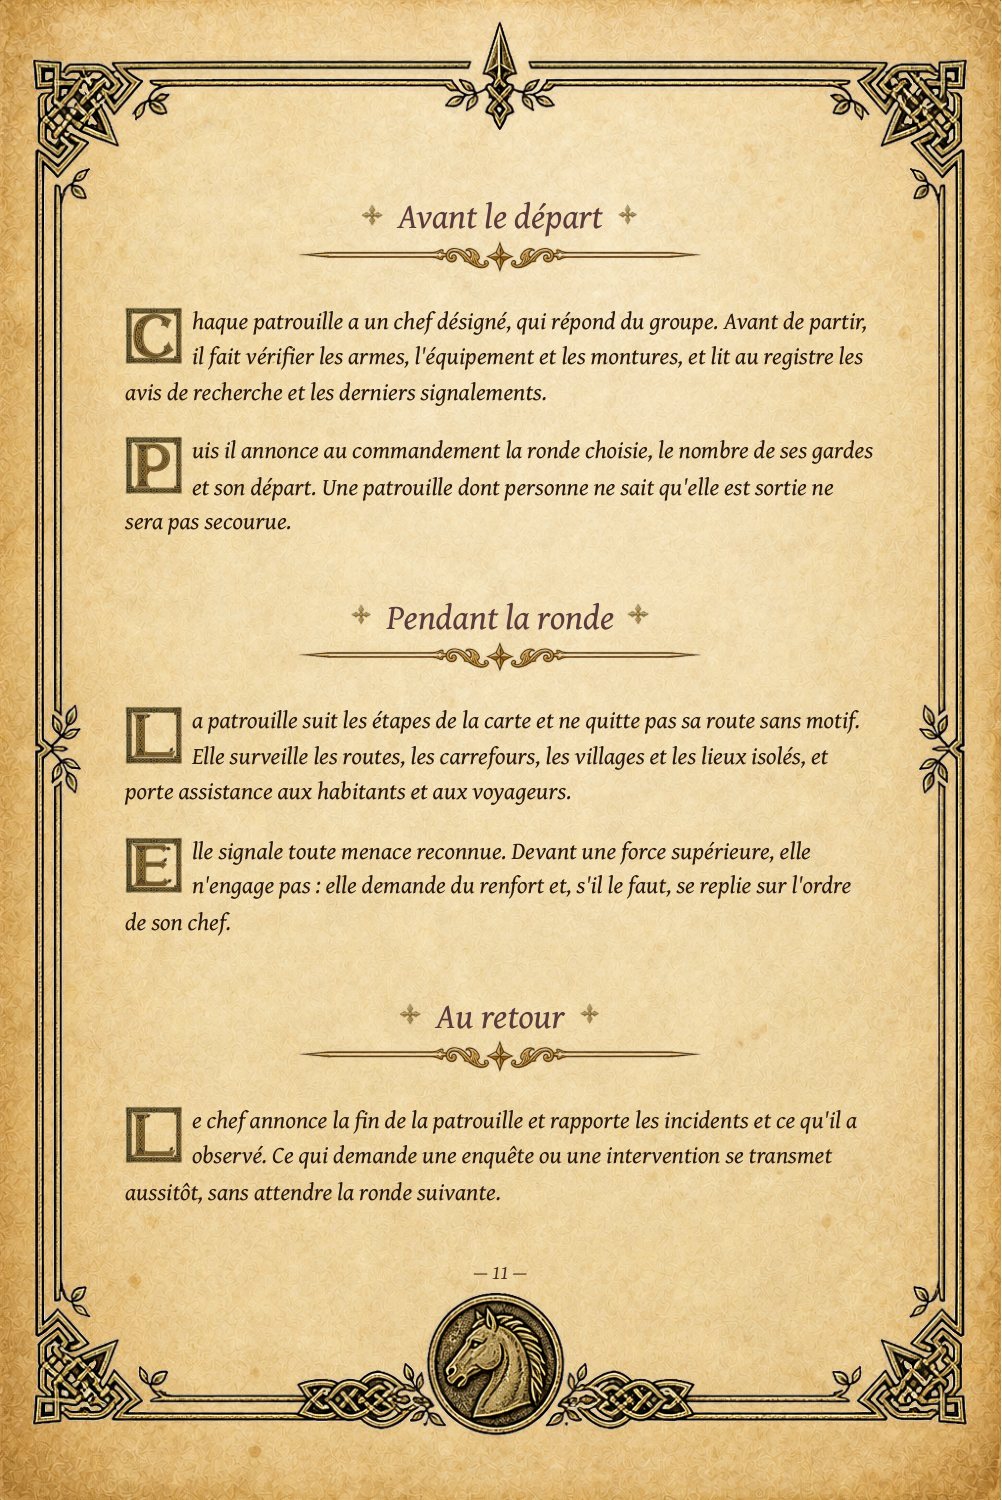 Avant le départ
Chaque patrouille a un chef désigné, qui répond du groupe. Avant de partir,
il fait vérifier les armes, l'équipement et les montures, et lit au registre les
avis de recherche et les derniers signalements.
Puis il annonce au commandement la ronde choisie, le nombre de ses gardes
et son départ. Une patrouille dont personne ne sait qu'elle est sortie ne
sera pas secourue.
Pendant la ronde
La patrouille suit les étapes de la carte et ne quitte pas sa route sans motif.
Elle surveille les routes, les carrefours, les villages et les lieux isolés, et
porte assistance aux habitants et aux voyageurs.
Elle signale toute menace reconnue. Devant une force supérieure, elle
n'engage pas : elle demande du renfort et, s'il le faut, se replie sur l'ordre
de son chef.
Au retour
Le chef annonce la fin de la patrouille et rapporte les incidents et ce qu'il a
observé. Ce qui demande une enquête ou une intervention se transmet
aussitôt, sans attendre la ronde suivante.
— 11 —